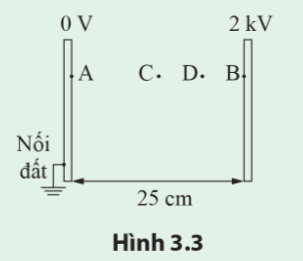 0 V 2 kV
A C D B
Nối
đất
25 cm
Hình 3.3